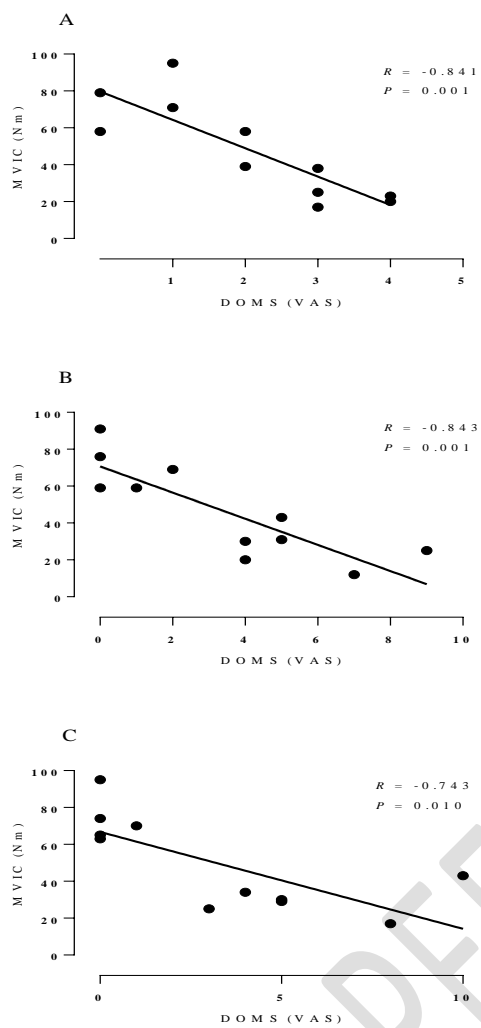 A
R = -0.841
P = 0.001
100
80
60
40
20
0
MVIC (Nm)
1 2 3 4 5
DOMS (VAS)
B
R = -0.843
P = 0.001
100
80
60
40
20
0
MVIC (Nm)
0 2 4 6 8 10
DOMS (VAS)
C
R = -0.743
P = 0.010
100
80
60
40
20
0
MVIC (Nm)
0 5 10
DOMS (VAS)